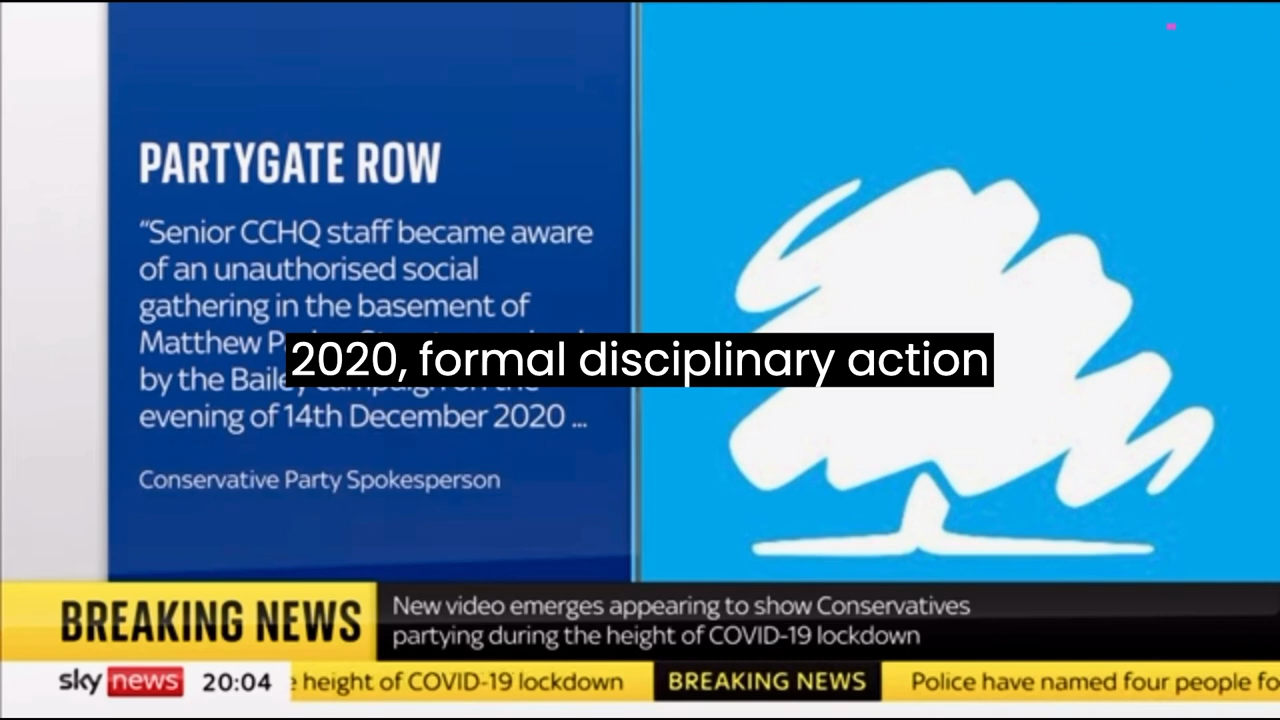 PARTYGATE ROW
“Senior CCHQ staff became aware
of an unauthorised social
gathering in the basement of
Matthew
2020, formal disciplinary action
by the Bailey
evening of 14th December 2020 ...
Conservative Party Spokesperson
BREAKING NEWS
New video emerges appearing to show Conservatives
partying during the height of COVID-19 lockdown
sky news 20:04 height of COVID-19 lockdown BREAKING NEWS Police have named four people fo